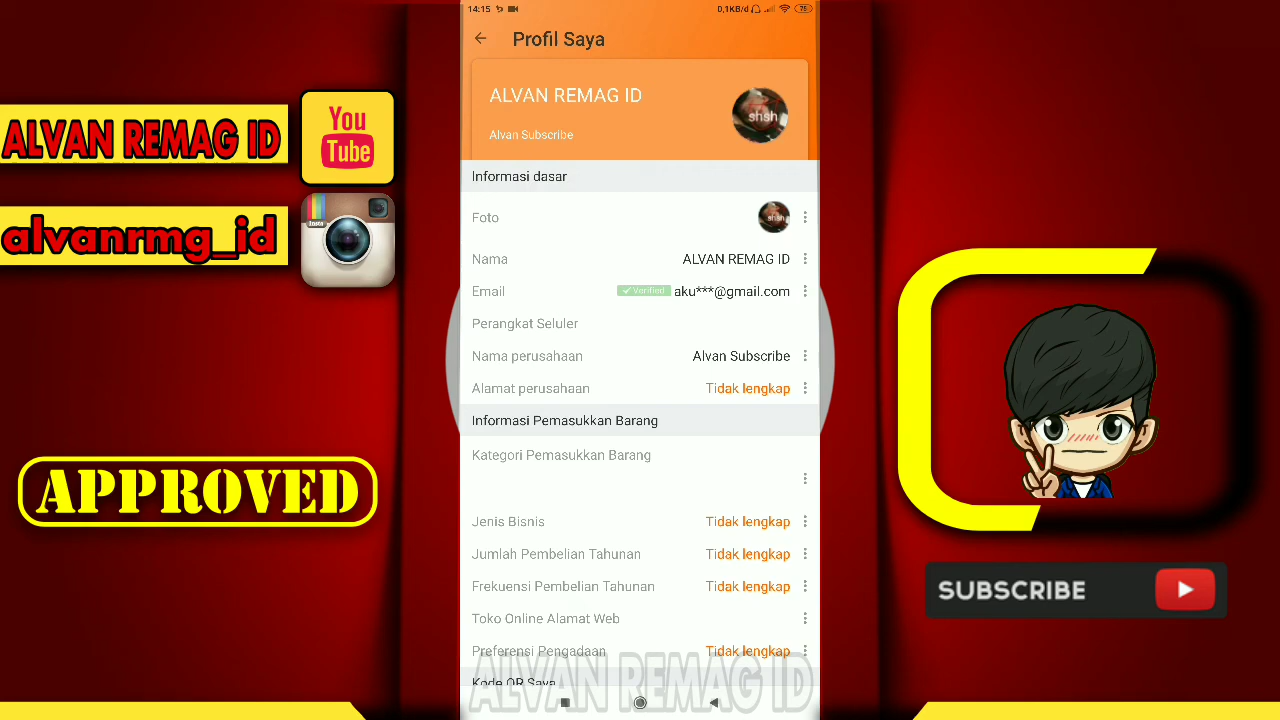 14:15
0,1KB/d
75
Profil Saya
ALVAN REMAG ID
shsh
Alvan Subscribe
Informasi dasar
Foto
shsh
Nama
ALVAN REMAG ID
Email
Verified
aku***@gmail.com
Perangkat Seluler
Nama perusahaan
Alvan Subscribe
Alamat perusahaan
Tidak lengkap
Informasi Pemasukkan Barang
Kategori Pemasukkan Barang
Jenis Bisnis
Tidak lengkap
Jumlah Pembelian Tahunan
Tidak lengkap
Frekuensi Pembelian Tahunan
Tidak lengkap
Toko Online Alamat Web
Preferensi Pengadaan
Tidak lengkap
Kode QR Saya
ALVAN REMAG ID
ALVAN REMAG ID
You
Tube
alvanrmg_id
Insta
APPROVED
SUBSCRIBE